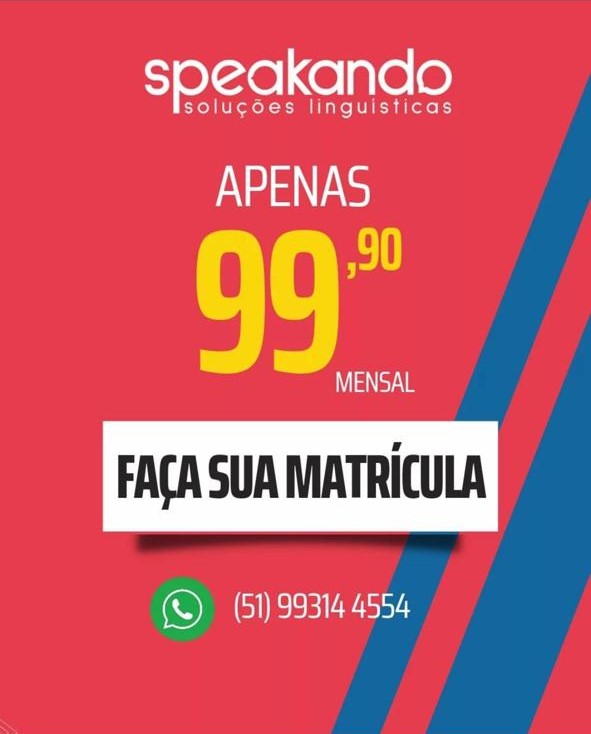 speakando
soluções linguísticas
APENAS
99,90
MENSAL
FAÇA SUA MATRÍCULA
(51) 99314 4554